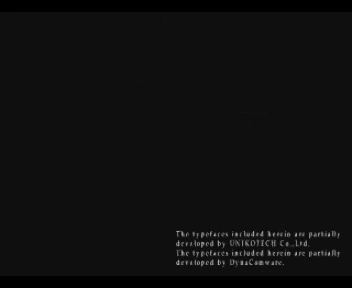 The typefaces included herein are partially
developed by UNIKOTECH Co.,Ltd.
The typefaces included herein are partially
developed by DynaComware.